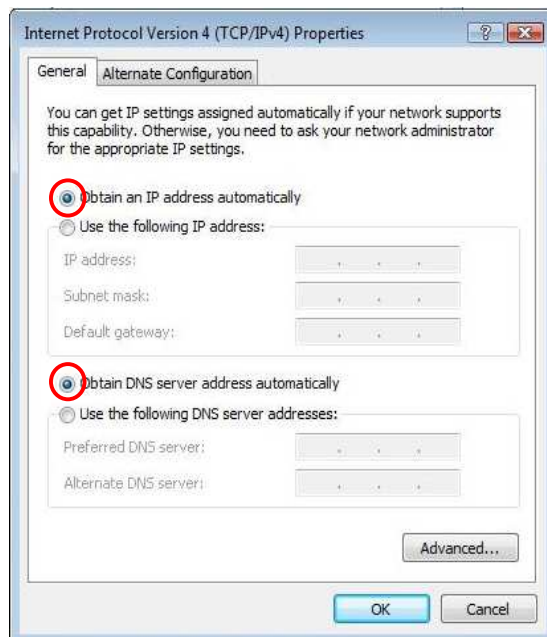 Internet Protocol Version 4 (TCP/IPv4) Properties
General
Alternate Configuration
You can get IP settings assigned automatically if your network supports
this capability. Otherwise, you need to ask your network administrator
for the appropriate IP settings.
Obtain an IP address automatically
Use the following IP address:
IP address:
Subnet mask:
Default gateway:
Obtain DNS server address automatically
Use the following DNS server addresses:
Preferred DNS server:
Alternate DNS server:
Advanced...
OK
Cancel